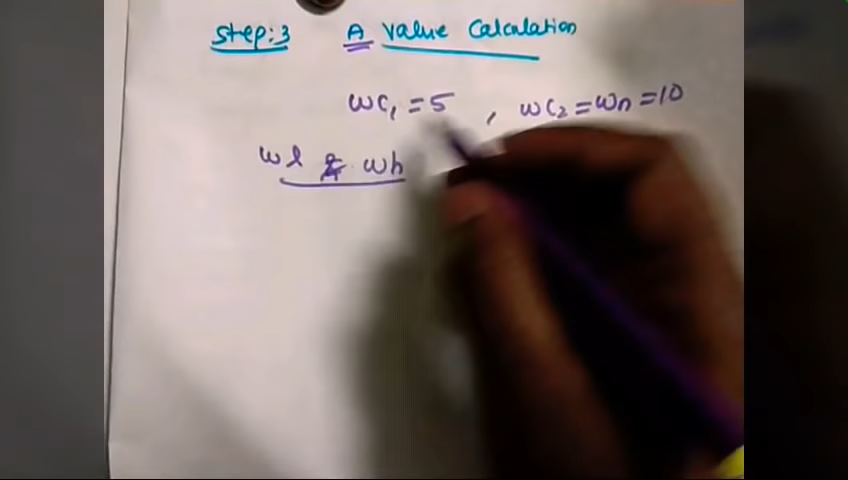 Step:3 A value calculation
wc₁ = 5 , wc₂ = wn = 10
wl & wh